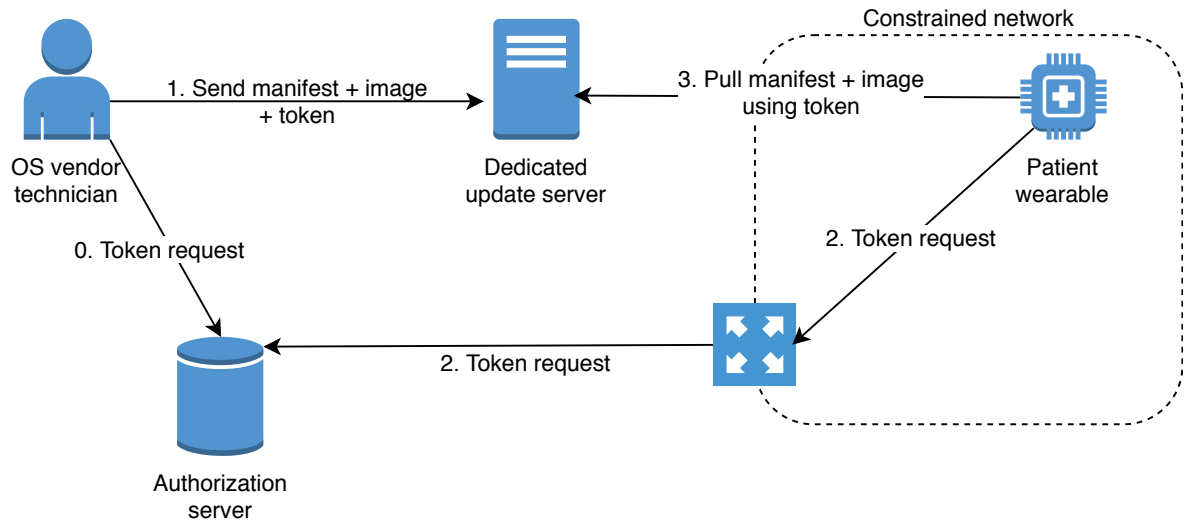 Constrained network
1. Send manifest + image
+ token
3. Pull manifest + image
using token
OS vendor
technician
Dedicated
update server
Patient
wearable
0. Token request
2. Token request
2. Token request
Authorization
server